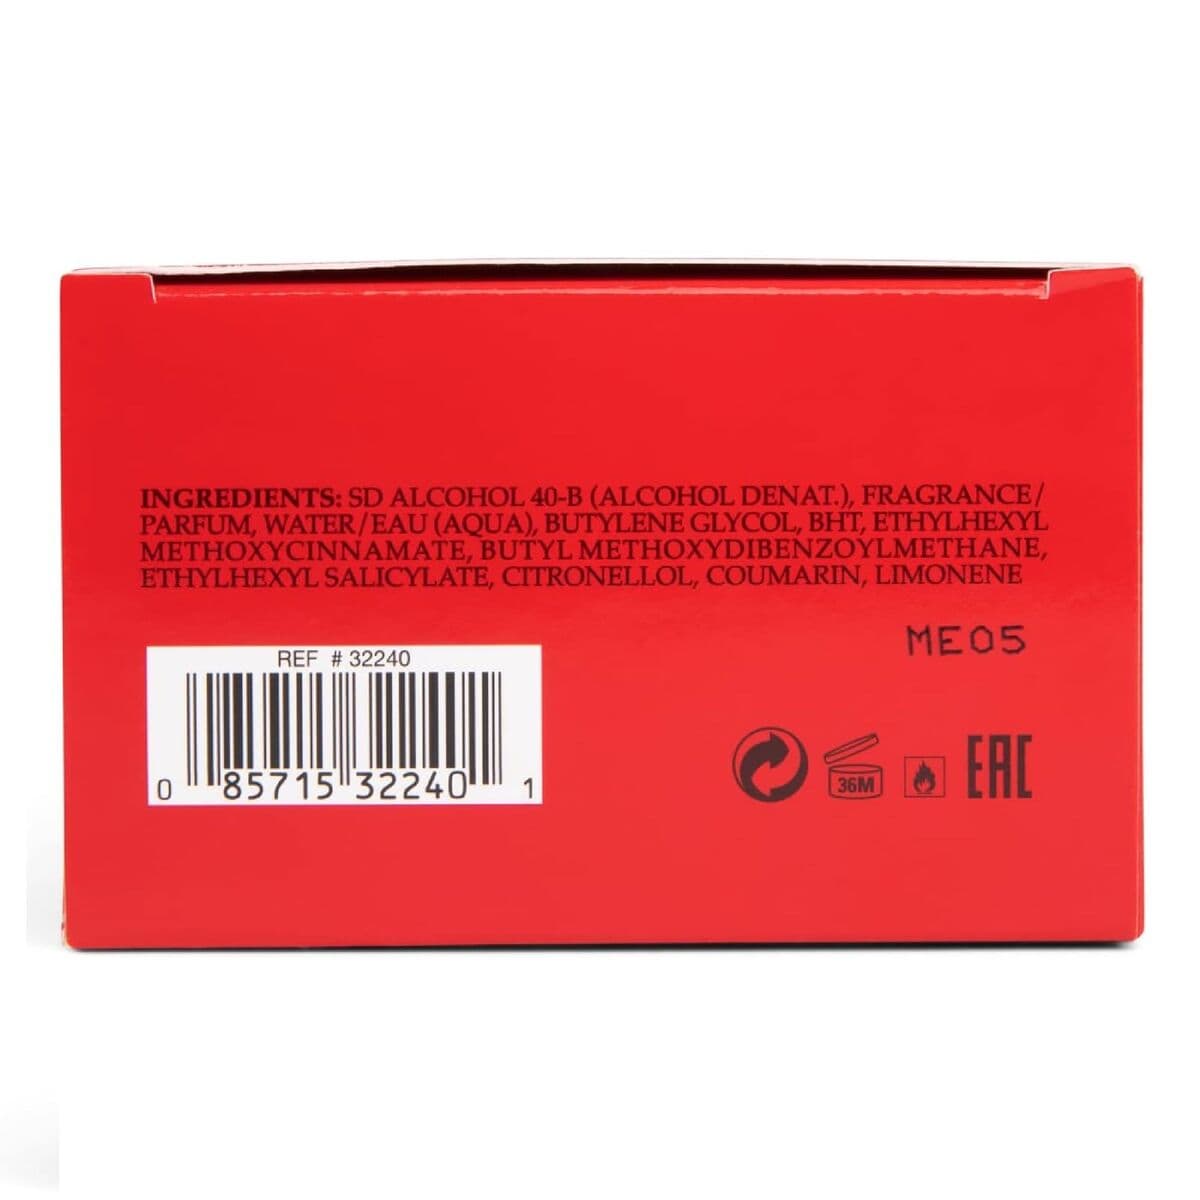 INGREDIENTS: SD ALCOHOL 40-B (ALCOHOL DENAT.), FRAGRANCE/
PARFUM, WATER/EAU (AQUA), BUTYLENE GLYCOL, BHT, ETHYLHEXYL
METHOXYCINNAMATE, BUTYL METHOXYDIBENZOYLMETHANE,
ETHYLHEXYL SALICYLATE, CITRONELLOL, COUMARIN, LIMONENE
ME05
REF # 32240
0 85715 32240 1
36M
EAC